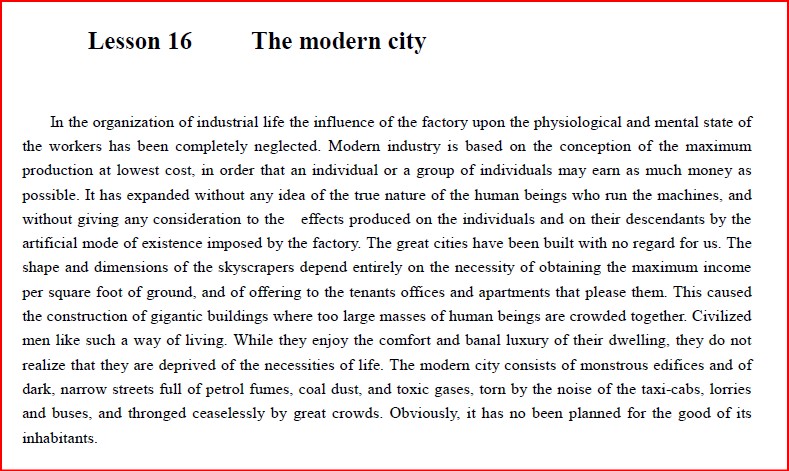 Lesson 16 The modern city
In the organization of industrial life the influence of the factory upon the physiological and mental state of
the workers has been completely neglected. Modern industry is based on the conception of the maximum
production at lowest cost, in order that an individual or a group of individuals may earn as much money as
possible. It has expanded without any idea of the true nature of the human beings who run the machines, and
without giving any consideration to the effects produced on the individuals and on their descendants by the
artificial mode of existence imposed by the factory. The great cities have been built with no regard for us. The
shape and dimensions of the skyscrapers depend entirely on the necessity of obtaining the maximum income
per square foot of ground, and of offering to the tenants offices and apartments that please them. This caused
the construction of gigantic buildings where too large masses of human beings are crowded together. Civilized
men like such a way of living. While they enjoy the comfort and banal luxury of their dwelling, they do not
realize that they are deprived of the necessities of life. The modern city consists of monstrous edifices and of
dark, narrow streets full of petrol fumes, coal dust, and toxic gases, torn by the noise of the taxi-cabs, lorries
and buses, and thronged ceaselessly by great crowds. Obviously, it has no been planned for the good of its
inhabitants.